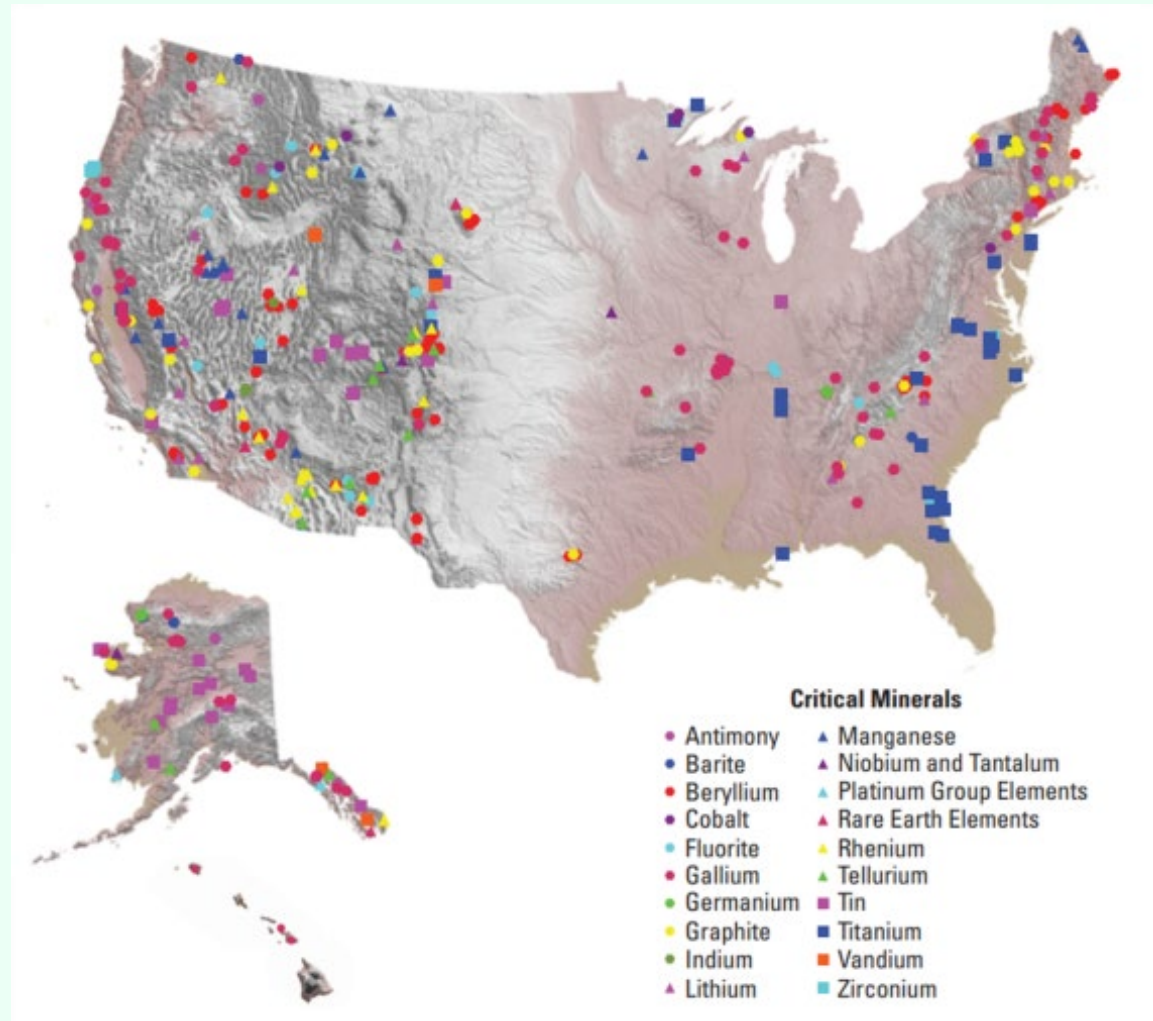 Critical Minerals
Antimony
Barite
Beryllium
Cobalt
Fluorite
Gallium
Germanium
Graphite
Indium
Lithium
Manganese
Niobium and Tantalum
Platinum Group Elements
Rare Earth Elements
Rhenium
Tellurium
Tin
Titanium
Vandium
Zirconium